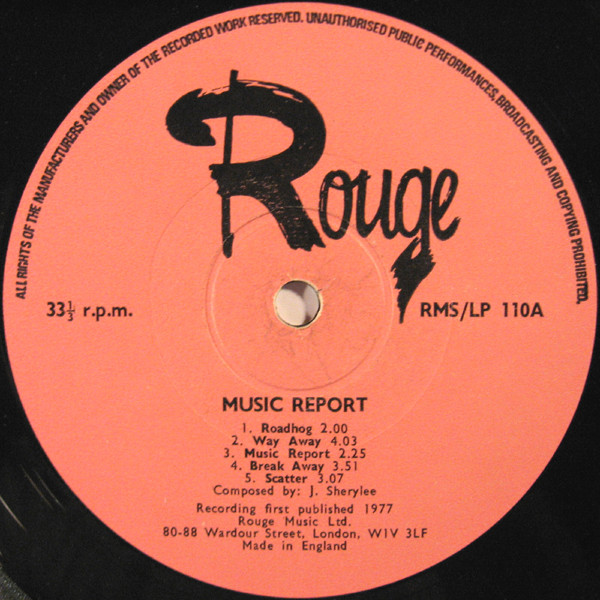 ALL RIGHTS OF THE MANUFACTURERS AND OWNER OF THE RECORDED WORK RESERVED. UNAUTHORISED PUBLIC PERFORMANCES, BROADCASTING AND COPYING PROHIBITED.
Rouge
33⅓ r.p.m.
RMS/LP 110A
MUSIC REPORT
1. Roadhog 2.00
2. Way Away 4.03
3. Music Report 2.25
4. Break Away 3.51
5. Scatter 3.07
Composed by: J. Sherylee
Recording first published 1977
Rouge Music Ltd.
80-88 Wardour Street, London, W1V 3LF
Made in England